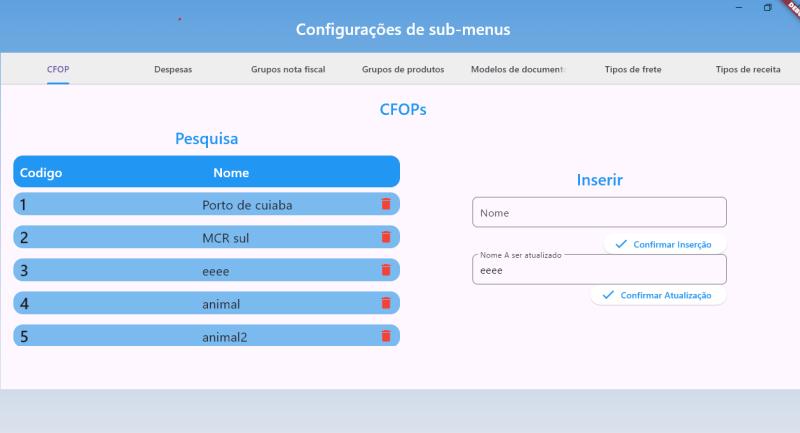 Configurações de sub-menus
CFOP Despesas Grupos nota fiscal Grupos de produtos Modelos de document Tipos de frete Tipos de receita
CFOPs
Pesquisa
Codigo Nome
1 Porto de cuiaba
2 MCR sul
3 eeee
4 animal
5 animal2
Inserir
Nome
Confirmar Inserção
Nome A ser atualizado
eeee
Confirmar Atualização